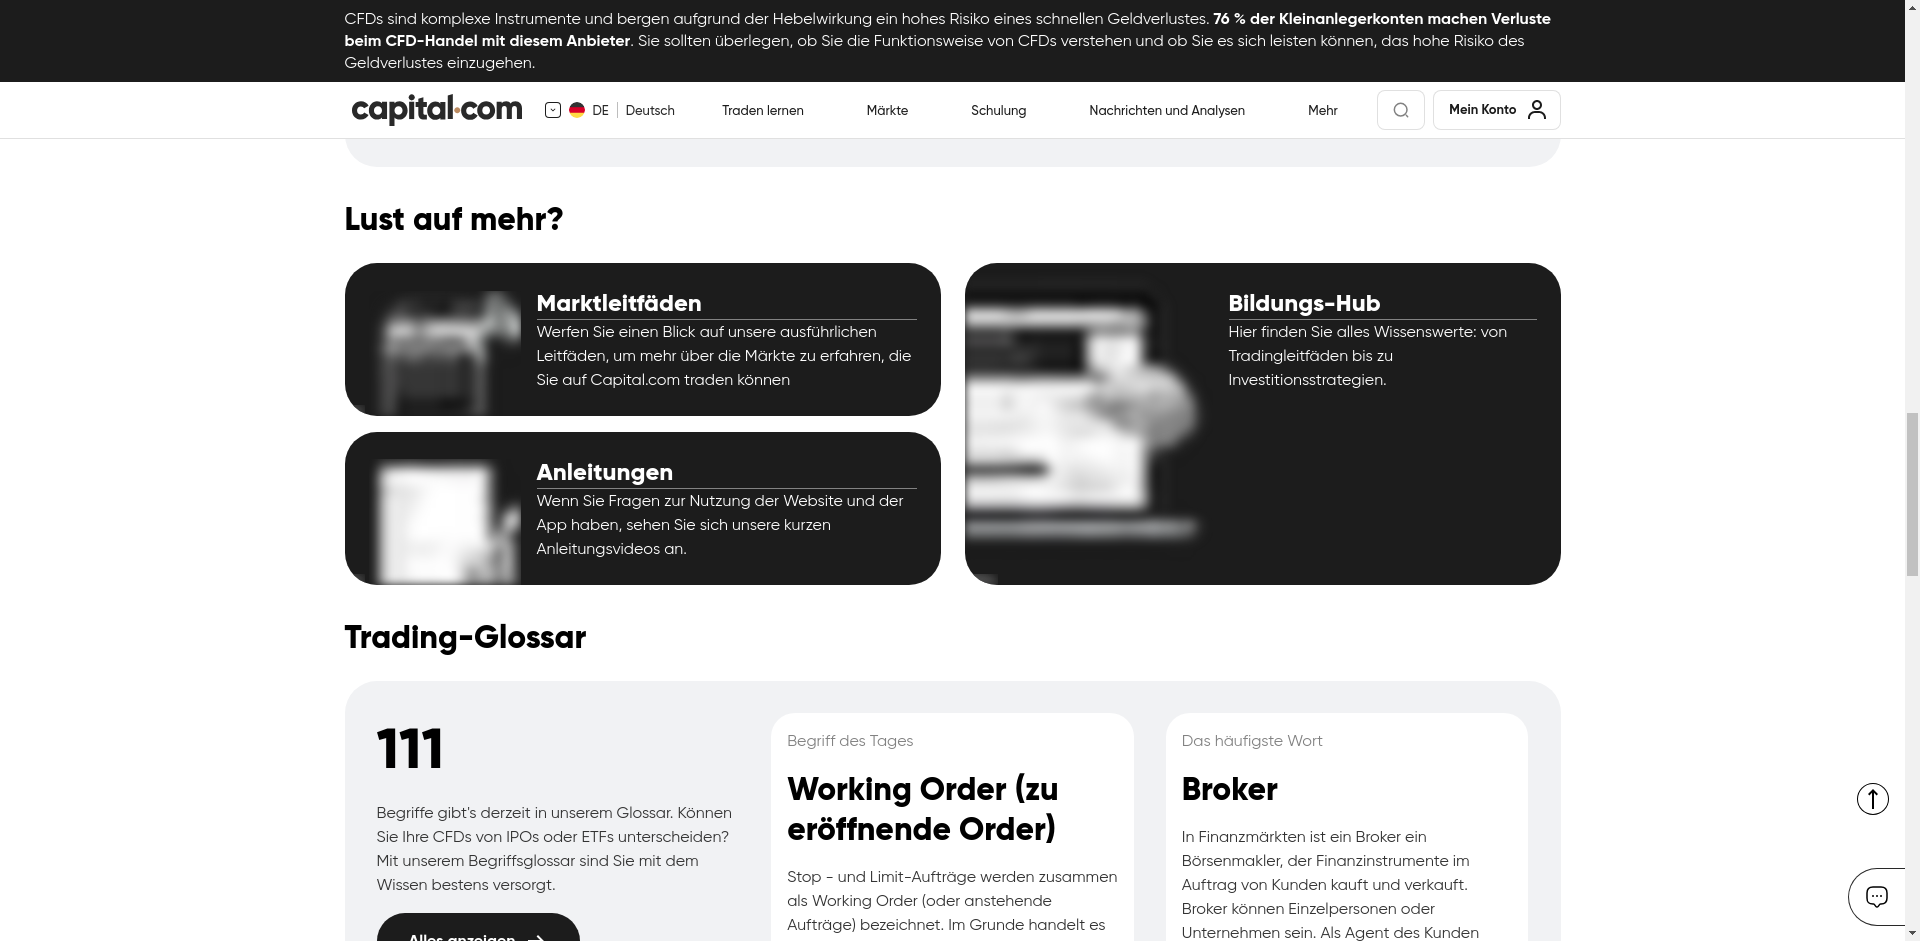 CFDs sind komplexe Instrumente und bergen aufgrund der Hebelwirkung ein hohes Risiko eines schnellen Geldverlustes. 76 % der Kleinanlegerkonten machen Verluste
beim CFD-Handel mit diesem Anbieter. Sie sollten überlegen, ob Sie die Funktionsweise von CFDs verstehen und ob Sie es sich leisten können, das hohe Risiko des
Geldverlustes einzugehen.
capital.com
DE
Deutsch
Traden lernen
Märkte
Schulung
Nachrichten und Analysen
Mehr
Mein Konto
Lust auf mehr?
Marktleitfäden
Werfen Sie einen Blick auf unsere ausführlichen
Leitfäden, um mehr über die Märkte zu erfahren, die
Sie auf Capital.com traden können
Anleitungen
Wenn Sie Fragen zur Nutzung der Website und der
App haben, sehen Sie sich unsere kurzen
Anleitungsvideos an.
Bildungs-Hub
Hier finden Sie alles Wissenswerte: von
Tradingleitfäden bis zu
Investitionsstrategien.
Trading-Glossar
111
Begriffe gibt's derzeit in unserem Glossar. Können
Sie Ihre CFDs von IPOs oder ETFs unterscheiden?
Mit unserem Begriffsglossar sind Sie mit dem
Wissen bestens versorgt.
Alles anzeigen
Begriff des Tages
Working Order (zu
eröffnende Order)
Stop - und Limit-Aufträge werden zusammen
als Working Order (oder anstehende
Aufträge) bezeichnet. Im Grunde handelt es
Das häufigste Wort
Broker
In Finanzmärkten ist ein Broker ein
Börsenmakler, der Finanzinstrumente im
Auftrag von Kunden kauft und verkauft.
Broker können Einzelpersonen oder
Unternehmen sein. Als Agent des Kunden